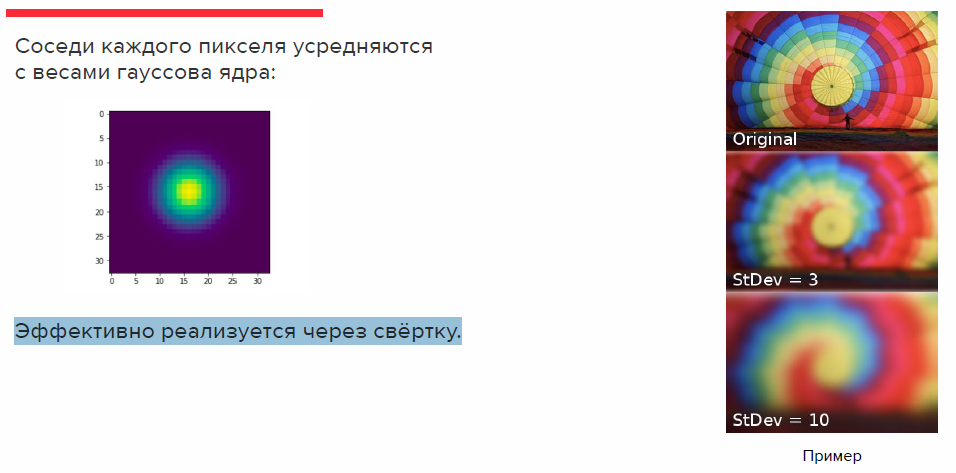 Соседи каждого пикселя усредняются
с весами гауссова ядра:
0
5
10
15
20
25
30
0 5 10 15 20 25 30
Эффективно реализуется через свёртку.
Original
StDev = 3
StDev = 10
Пример